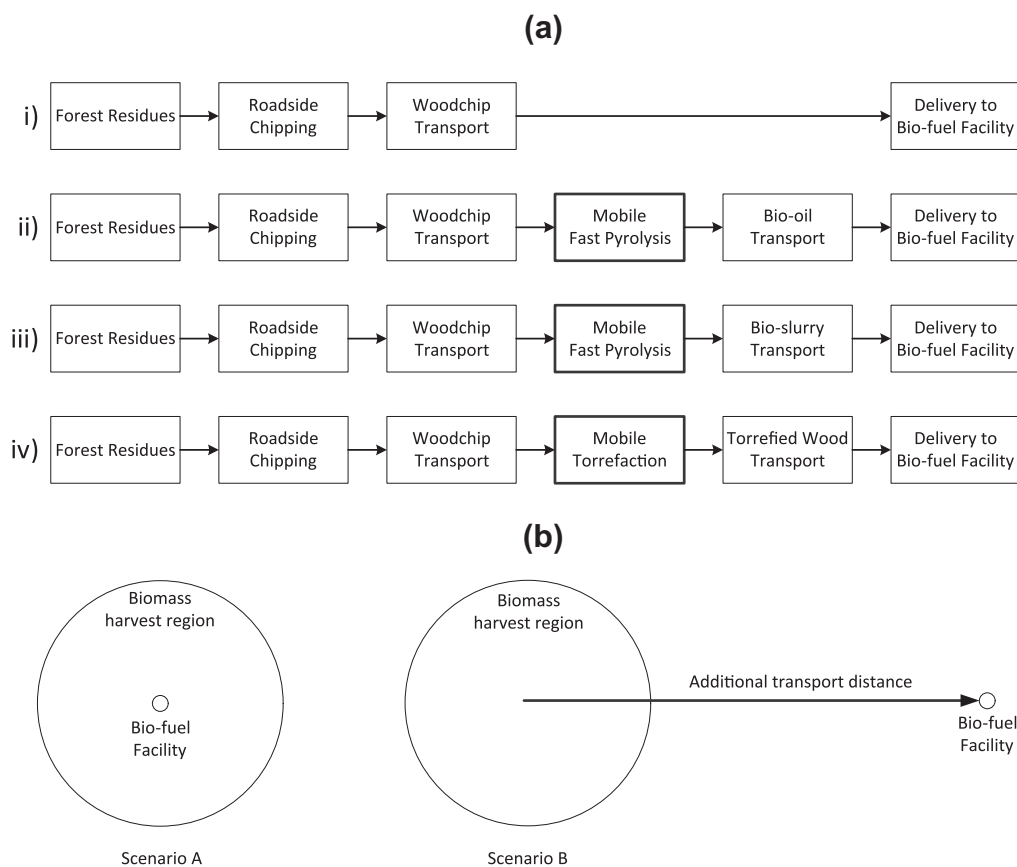 (a)
i)
Forest Residues
Roadside
Chipping
Woodchip
Transport
Delivery to
Bio-fuel Facility
ii)
Forest Residues
Roadside
Chipping
Woodchip
Transport
Mobile
Fast Pyrolysis
Bio-oil
Transport
Delivery to
Bio-fuel Facility
iii)
Forest Residues
Roadside
Chipping
Woodchip
Transport
Mobile
Fast Pyrolysis
Bio-slurry
Transport
Delivery to
Bio-fuel Facility
iv)
Forest Residues
Roadside
Chipping
Woodchip
Transport
Mobile
Torrefaction
Torrefied Wood
Transport
Delivery to
Bio-fuel Facility
(b)
Biomass
harvest region
Bio-fuel
Facility
Scenario A
Biomass
harvest region
Additional transport distance
Bio-fuel
Facility
Scenario B